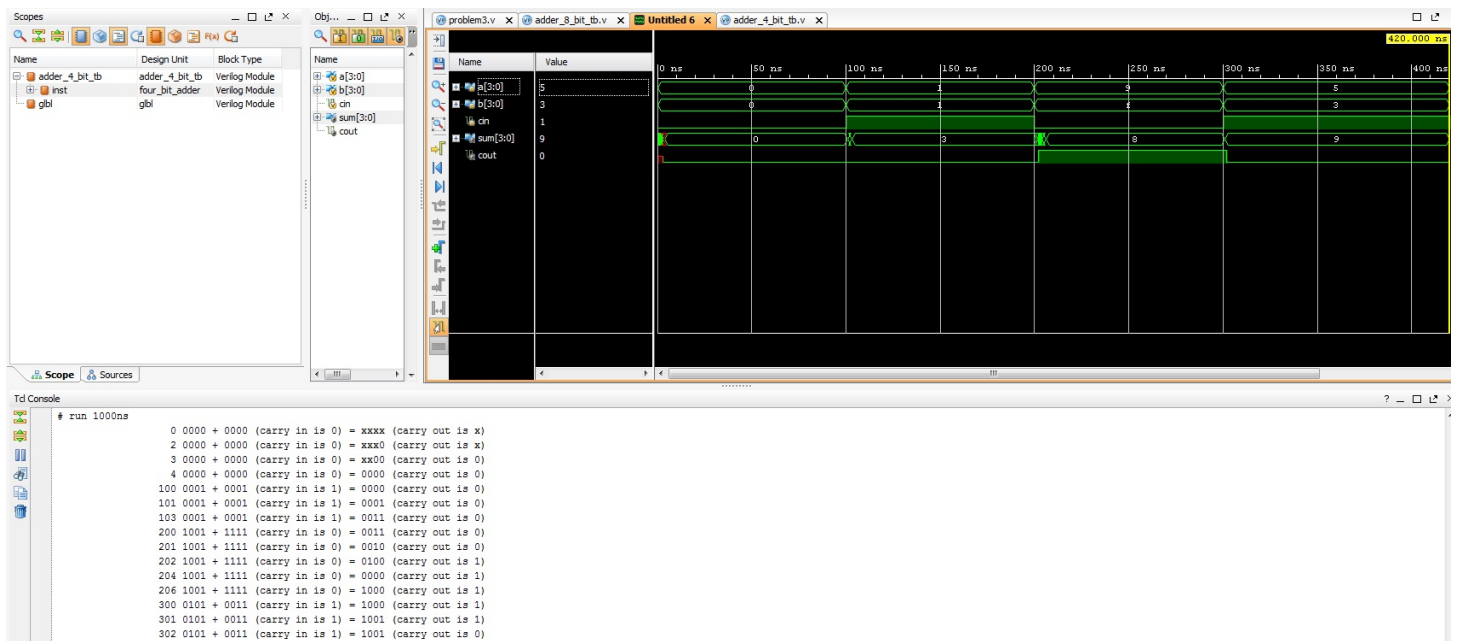 Scopes
Obj...
problem3.v
adder_8_bit_tb.v
Untitled 6
adder_4_bit_tb.v
F(x)
420.000 ns
Name Design Unit Block Type
adder_4_bit_tb adder_4_bit_tb Verilog Module
inst four_bit_adder Verilog Module
glbl glbl Verilog Module
Name
a[3:0]
b[3:0]
cin
sum[3:0]
cout
Name Value
0 ns 50 ns 100 ns 150 ns 200 ns 250 ns 300 ns 350 ns 400 ns
a[3:0] 5 0 1 9 5
b[3:0] 3 0 1 f 3
cin 1
sum[3:0] 9 0 3 8 9
cout 0
Scope Sources
Tcl Console
# run 1000ns
0 0000 + 0000 (carry in is 0) = xxxx (carry out is x)
2 0000 + 0000 (carry in is 0) = xxx0 (carry out is x)
3 0000 + 0000 (carry in is 0) = xx00 (carry out is 0)
4 0000 + 0000 (carry in is 0) = 0000 (carry out is 0)
100 0001 + 0001 (carry in is 1) = 0000 (carry out is 0)
101 0001 + 0001 (carry in is 1) = 0001 (carry out is 0)
103 0001 + 0001 (carry in is 1) = 0011 (carry out is 0)
200 1001 + 1111 (carry in is 0) = 0011 (carry out is 0)
201 1001 + 1111 (carry in is 0) = 0010 (carry out is 0)
202 1001 + 1111 (carry in is 0) = 0100 (carry out is 1)
204 1001 + 1111 (carry in is 0) = 0000 (carry out is 1)
206 1001 + 1111 (carry in is 0) = 1000 (carry out is 1)
300 0101 + 0011 (carry in is 1) = 1000 (carry out is 1)
301 0101 + 0011 (carry in is 1) = 1001 (carry out is 1)
302 0101 + 0011 (carry in is 1) = 1001 (carry out is 0)